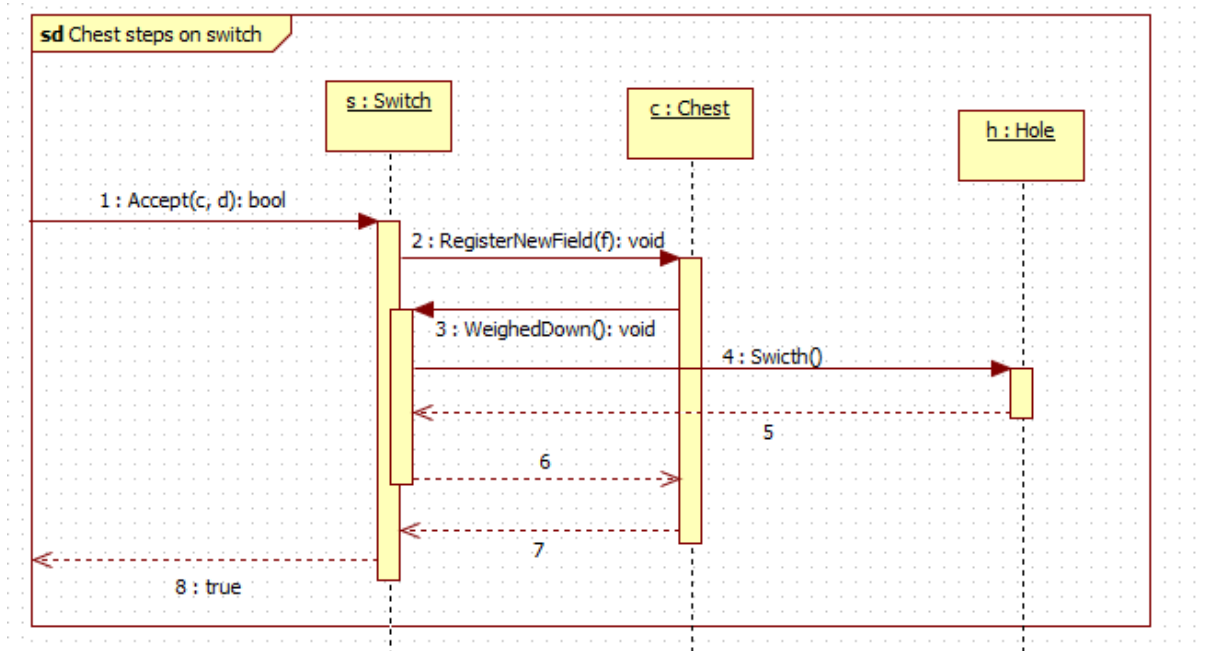 sd Chest steps on switch
s : Switch
c : Chest
h : Hole
1 : Accept(c, d): bool
2 : RegisterNewField(f): void
3 : WeighedDown(): void
4 : Swicth()
5
6
7
8 : true